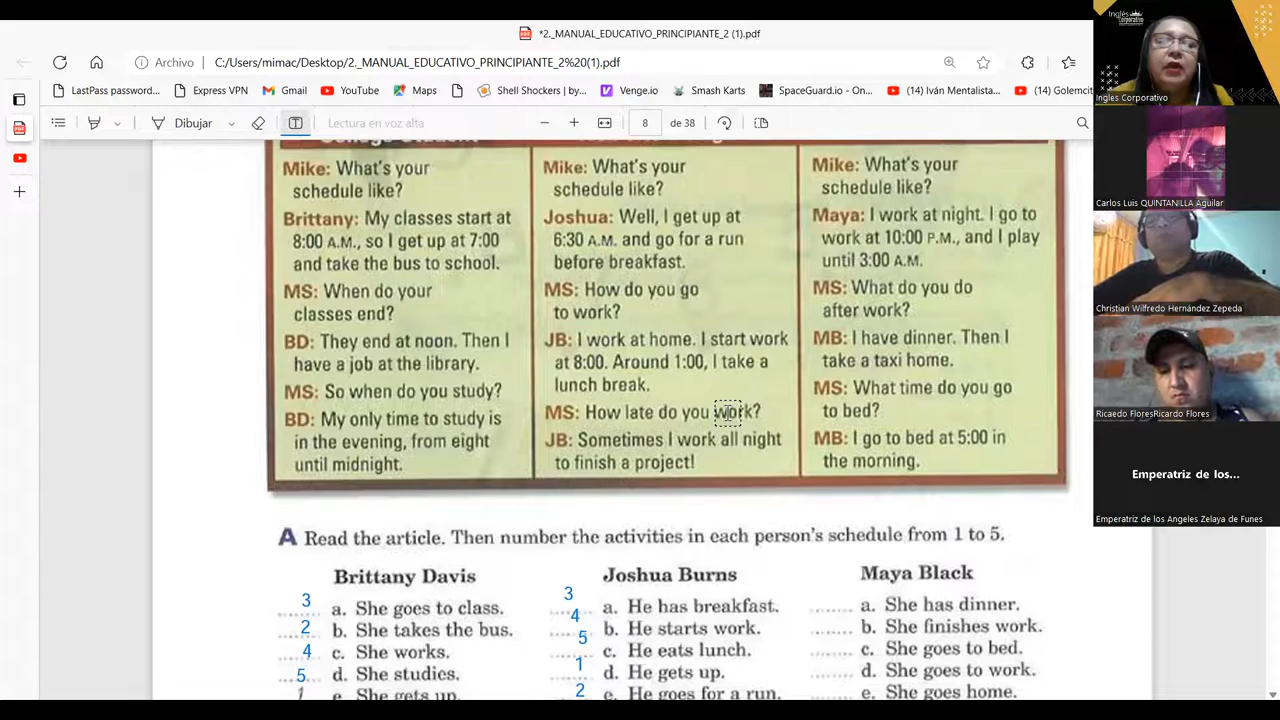 *2._MANUAL_EDUCATIVO_PRINCIPIANTE_2 (1).pdf
Archivo
C:/Users/mimac/Desktop/2._MANUAL_EDUCATIVO_PRINCIPIANTE_2%20(1).pdf
LastPass password...
Express VPN
Gmail
YouTube
Maps
Shell Shockers | by...
Venge.io
Smash Karts
SpaceGuard.io - On...
(14) Iván Mentalista...
(14) Golemcit
Dibujar
Lectura en voz alta
8
de 38
Mike: What's your
schedule like?
Brittany: My classes start at
8:00 A.M., so I get up at 7:00
and take the bus to school.
MS: When do your
classes end?
BD: They end at noon. Then I
have a job at the library.
MS: So when do you study?
BD: My only time to study is
in the evening, from eight
until midnight.
Mike: What's your
schedule like?
Joshua: Well, I get up at
6:30 A.M. and go for a run
before breakfast.
MS: How do you go
to work?
JB: I work at home. I start work
at 8:00. Around 1:00, I take a
lunch break.
MS: How late do you work?
JB: Sometimes I work all night
to finish a project!
Mike: What's your
schedule like?
Maya: I work at night. I go to
work at 10:00 P.M., and I play
until 3:00 A.M.
MS: What do you do
after work?
MB: I have dinner. Then I
take a taxi home.
MS: What time do you go
to bed?
MB: I go to bed at 5:00 in
the morning.
A Read the article. Then number the activities in each person's schedule from 1 to 5.
Brittany Davis
3 a. She goes to class.
2 b. She takes the bus.
4 c. She works.
5 d. She studies.
1 e. She gets up.
Joshua Burns
3 a. He has breakfast.
4 b. He starts work.
5 c. He eats lunch.
1 d. He gets up.
2 e. He goes for a run.
Maya Black
a. She has dinner.
b. She finishes work.
c. She goes to bed.
d. She goes to work.
e. She goes home.
Inglés
Corporativo
Ingles Corporativo
Carlos Luis QUINTANILLA Aguilar
Christian Wilfredo Hernández Zepeda
Ricaedo FloresRicardo Flores
Emperatriz de los...
Emperatriz de los Angeles Zelaya de Funes